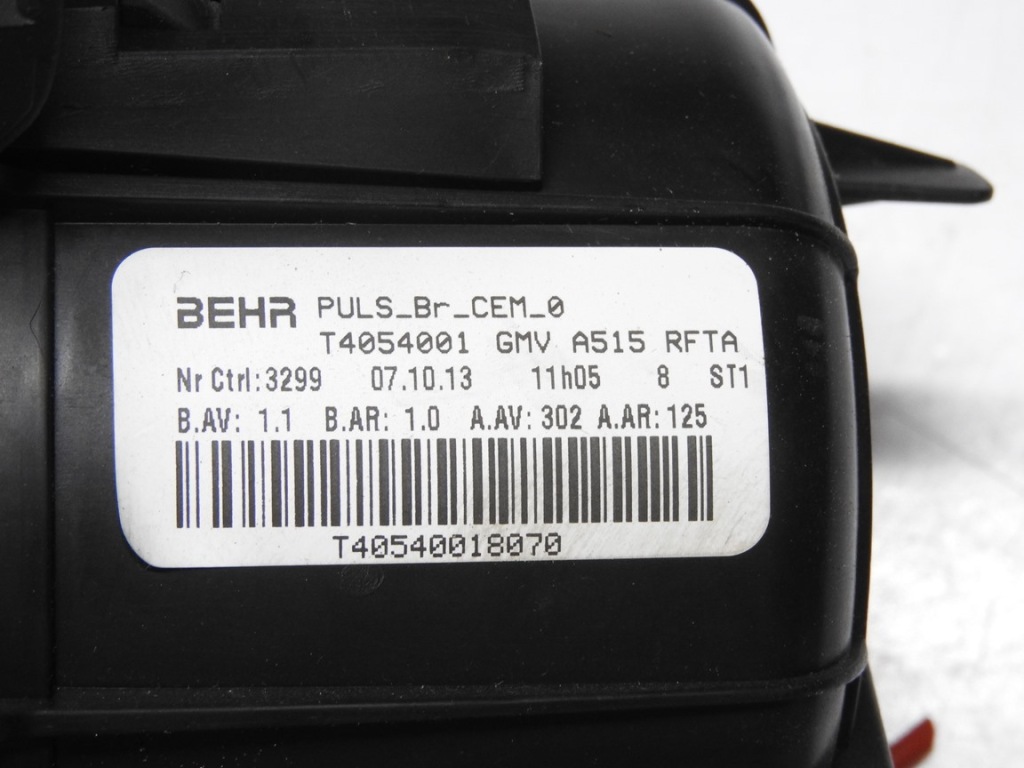 BEHR PULS_Br_CEM_0
T4054001 GMV A515 RFTA
Nr Ctrl:3299 07.10.13 11h05 8 ST1
B.AV: 1.1 B.AR: 1.0 A.AV: 302 A.AR: 125
T40540018070